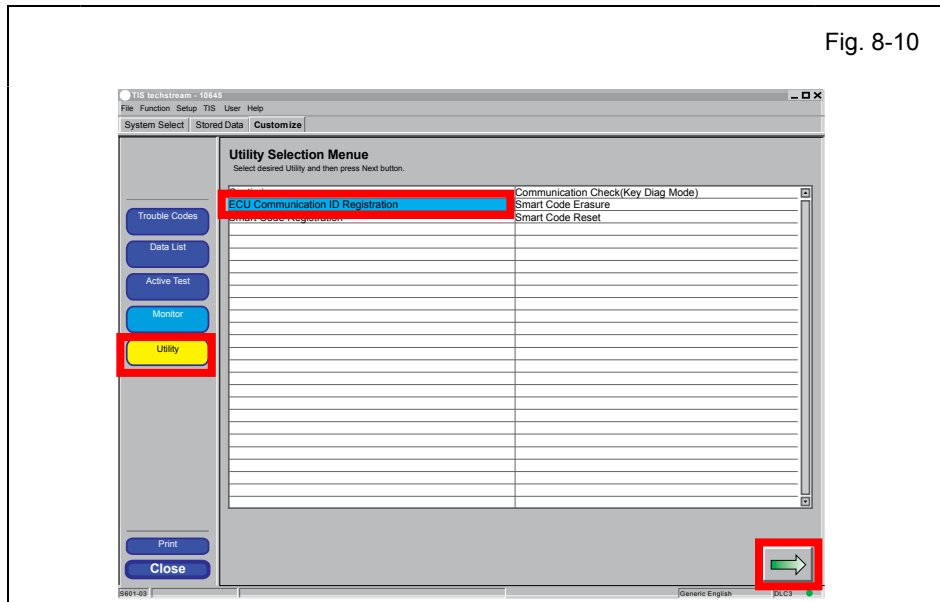 Fig. 8-10
TIS techstream - 10645
File Function Setup TIS User Help
System Select Stored Data Customize
Utility Selection Menue
Select desired Utility and then press Next button.
Communication Check(Key Diag Mode)
ECU Communication ID Registration Smart Code Erasure
Smart Code Registration Smart Code Reset
Trouble Codes
Data List
Active Test
Monitor
Utility
Print
Close
S601-03 Generic English DLC3